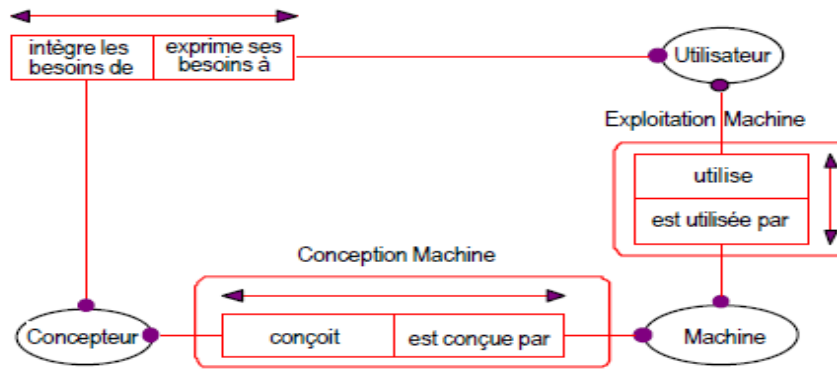 intègre les
besoins de
exprime ses
besoins à
Utilisateur
Exploitation Machine
utilise
est utilisée par
Conception Machine
Concepteur
conçoit
est conçue par
Machine